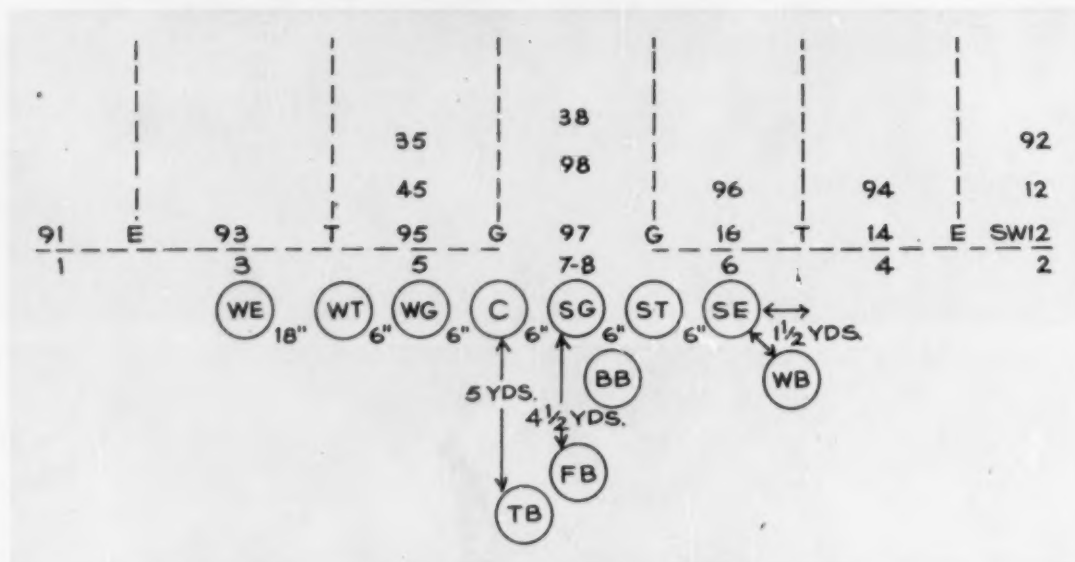 38
35 92
98
45 96 94 12
91 E 93 T 95 G 97 G 16 T 14 E SW12
1 3 5 7-8 6 4 2
WE WT WG C SG ST SE
18" 6" 6" 6" 6" 6" 1½ YDS.
BB WB
5 YDS.
4½ YDS.
FB
TB